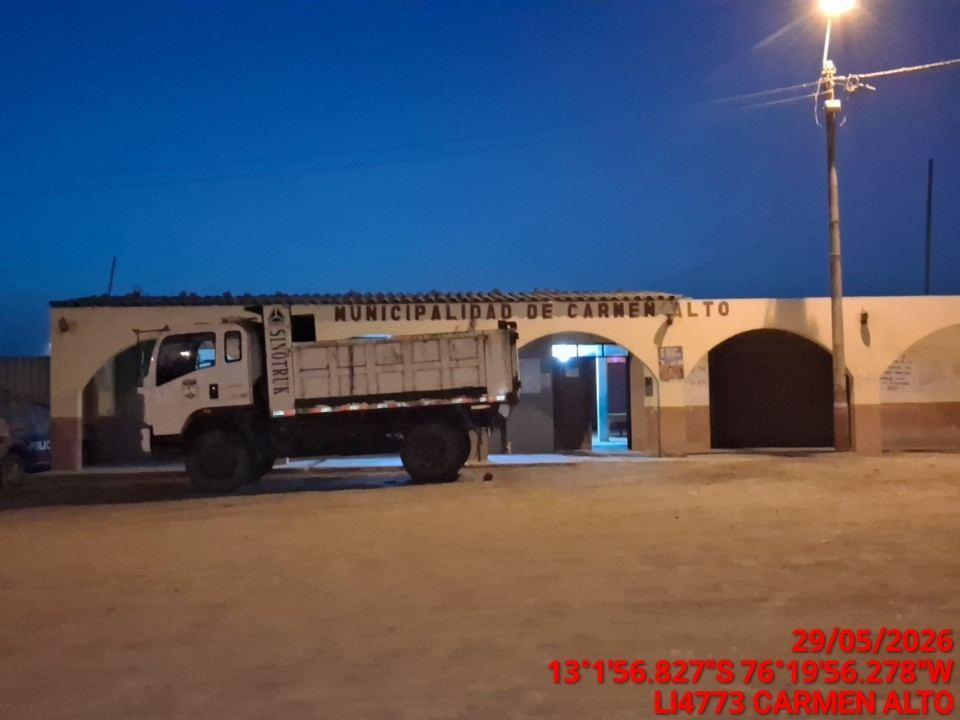 MUNICIPALIDAD DE CARMEN ALTO
SINOTRUK
POLIC
29/05/2026
13°1'56.827"S 76°19'56.278"W
LI4773 CARMEN ALTO